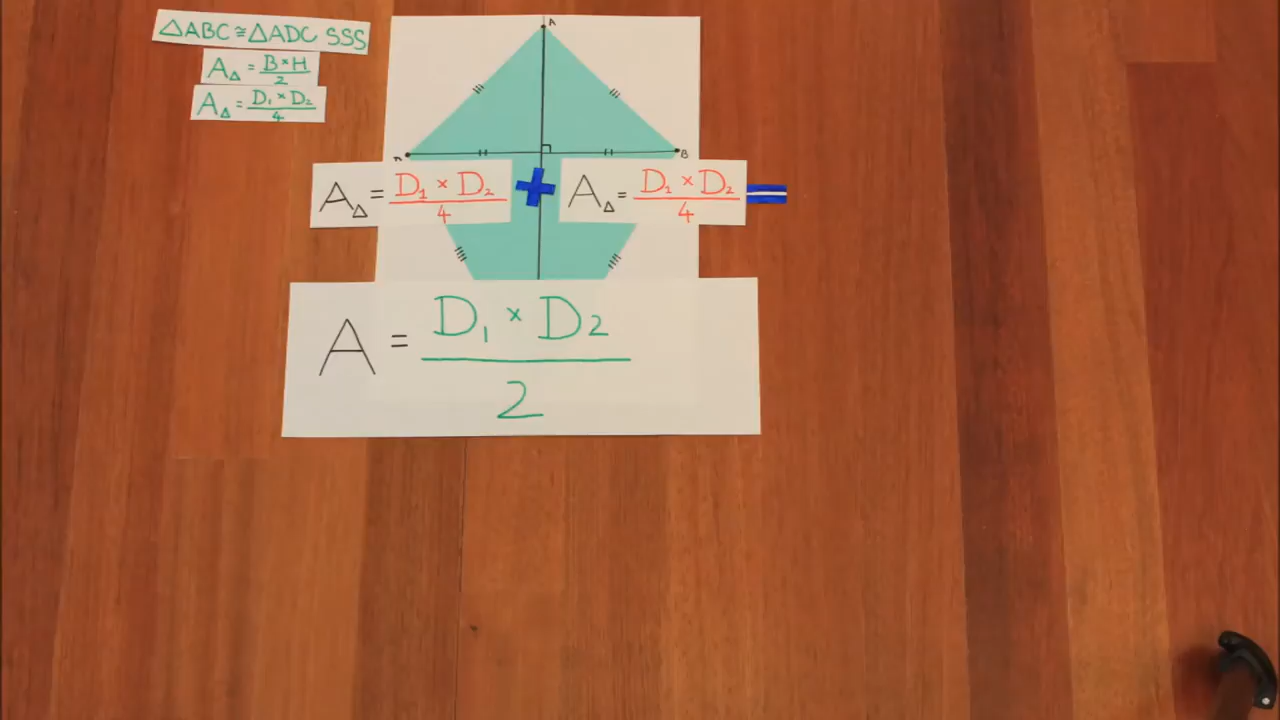 △ABC≅△ADC SSS
A△ = B×H/2
A△ = D₁×D₂/4
A
B
A△ = D₁ × D₂/4 + A△ = D₁ × D₂/4 =
A = D₁ × D₂/2